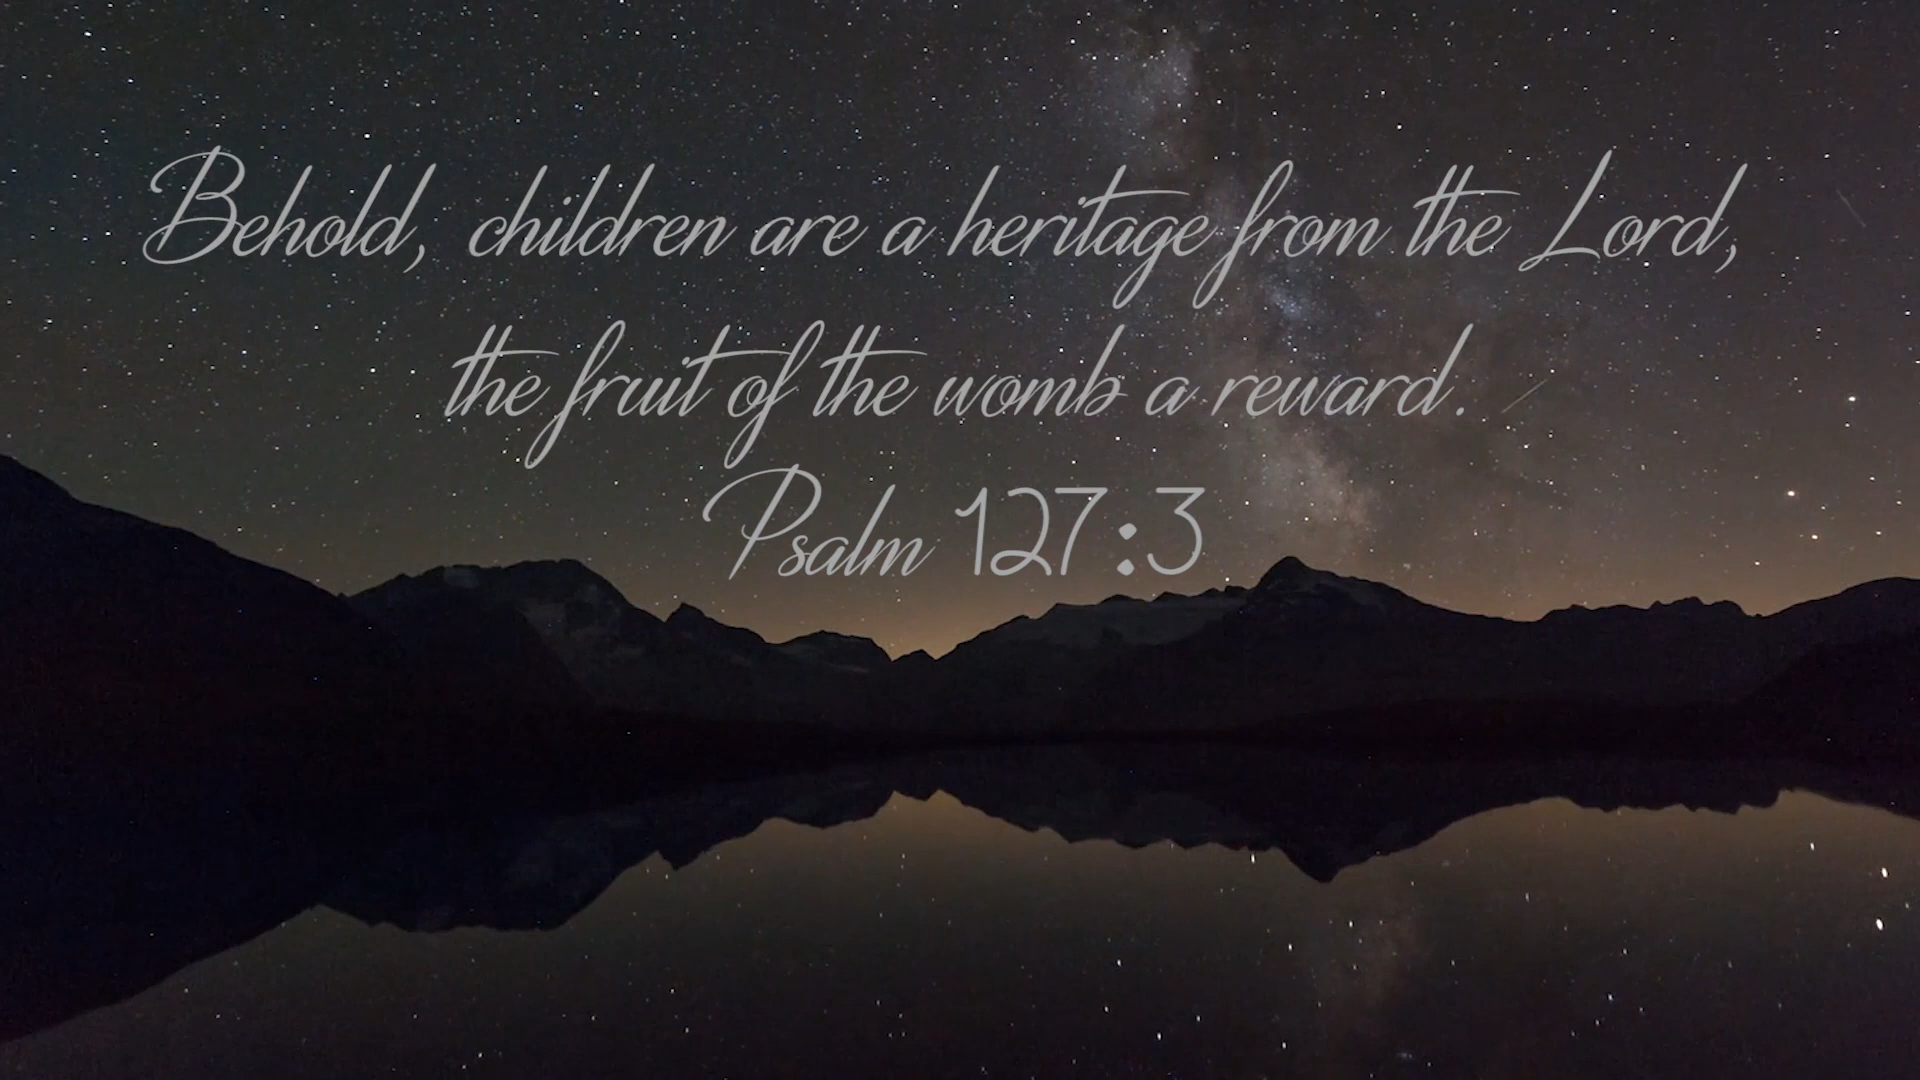 Behold, children are a heritage from the Lord,
the fruit of the womb a reward.
Psalm 127:3